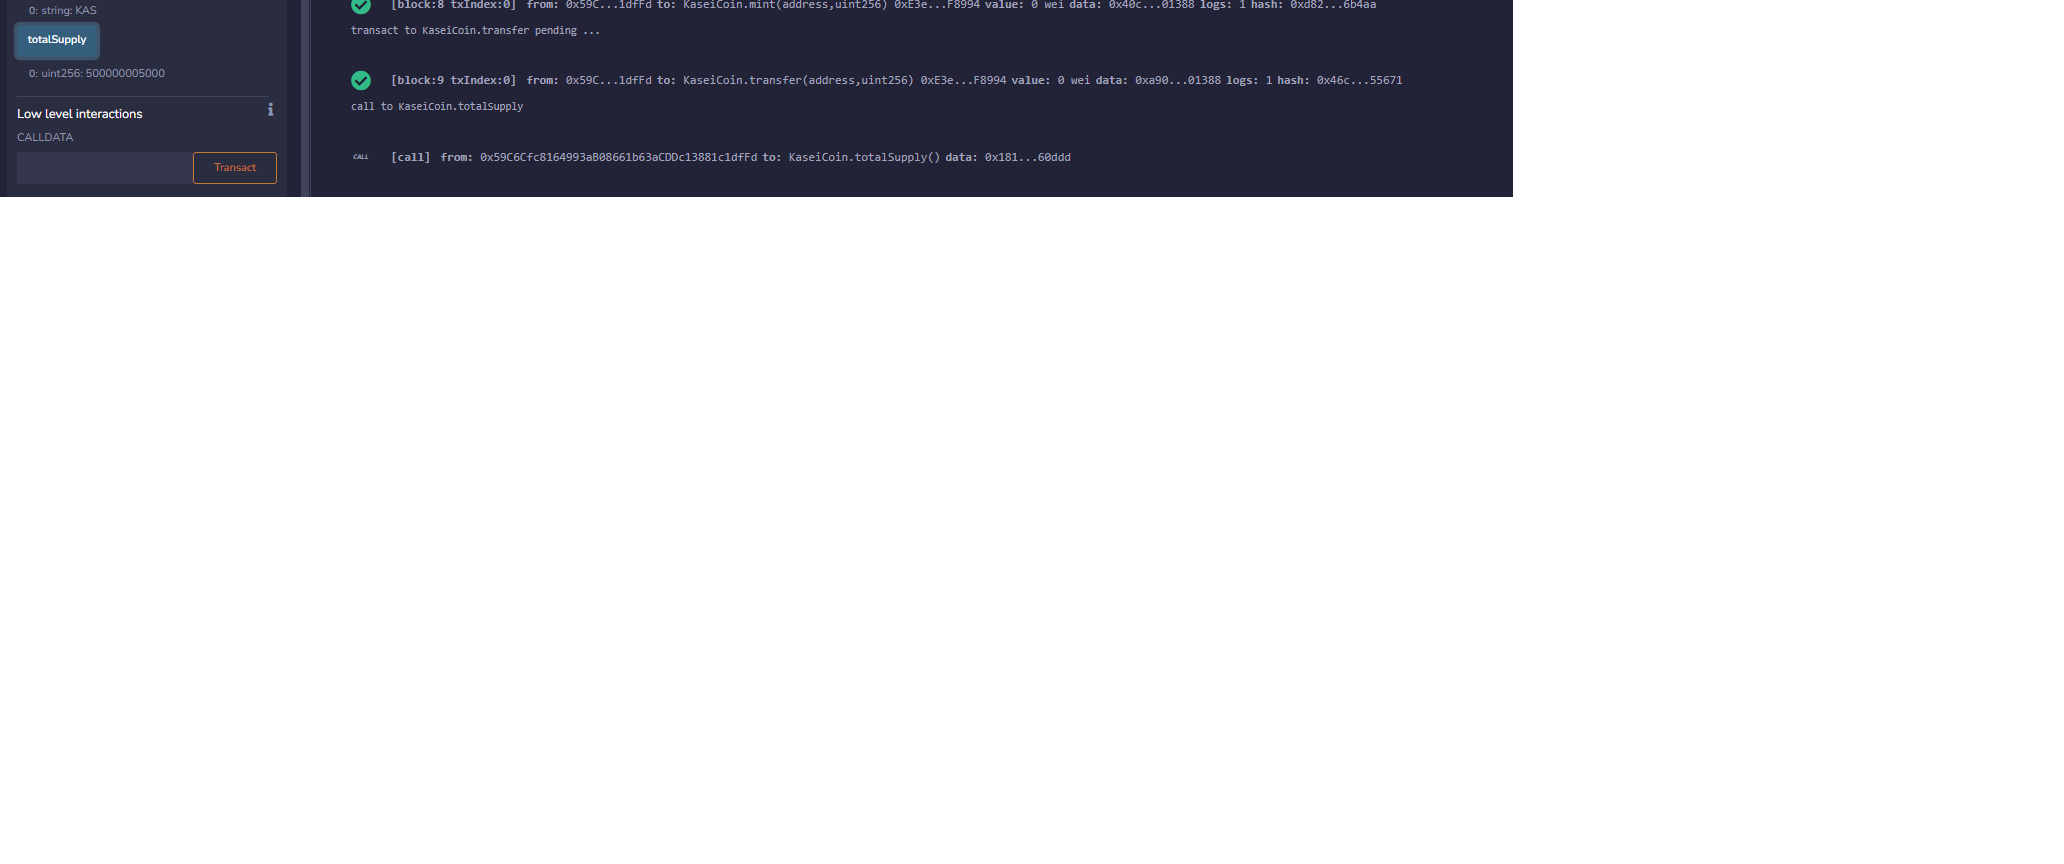 0: string: KAS
totalSupply
0: uint256: 500000005000
Low level interactions
i
CALLDATA
Transact
[block:8 txIndex:0] from: 0x59C...1dfFd to: KaseiCoin.mint(address,uint256) 0xE3e...F8994 value: 0 wei data: 0x40c...01388 logs: 1 hash: 0xd82...6b4aa
transact to KaseiCoin.transfer pending ...
[block:9 txIndex:0] from: 0x59C...1dfFd to: KaseiCoin.transfer(address,uint256) 0xE3e...F8994 value: 0 wei data: 0xa90...01388 logs: 1 hash: 0x46c...55671
call to KaseiCoin.totalSupply
CALL [call] from: 0x59C6Cfc8164993aB08661b63aCDDc13881c1dfFd to: KaseiCoin.totalSupply() data: 0x181...60ddd